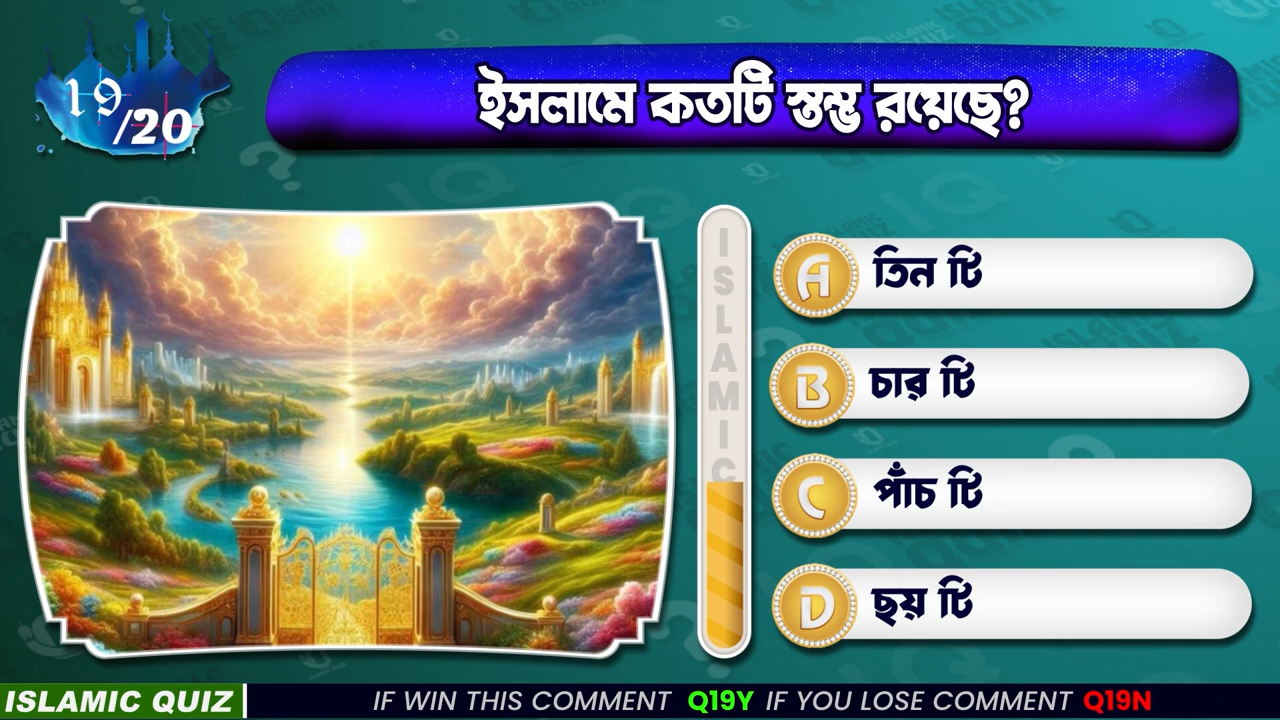 19/20
ইসলামে কতটি স্তম্ভ রয়েছে?
ISLAMIC
A তিন টি
B চার টি
C পাঁচ টি
D ছয় টি
ISLAMIC QUIZ
IF WIN THIS COMMENT Q19Y IF YOU LOSE COMMENT Q19N